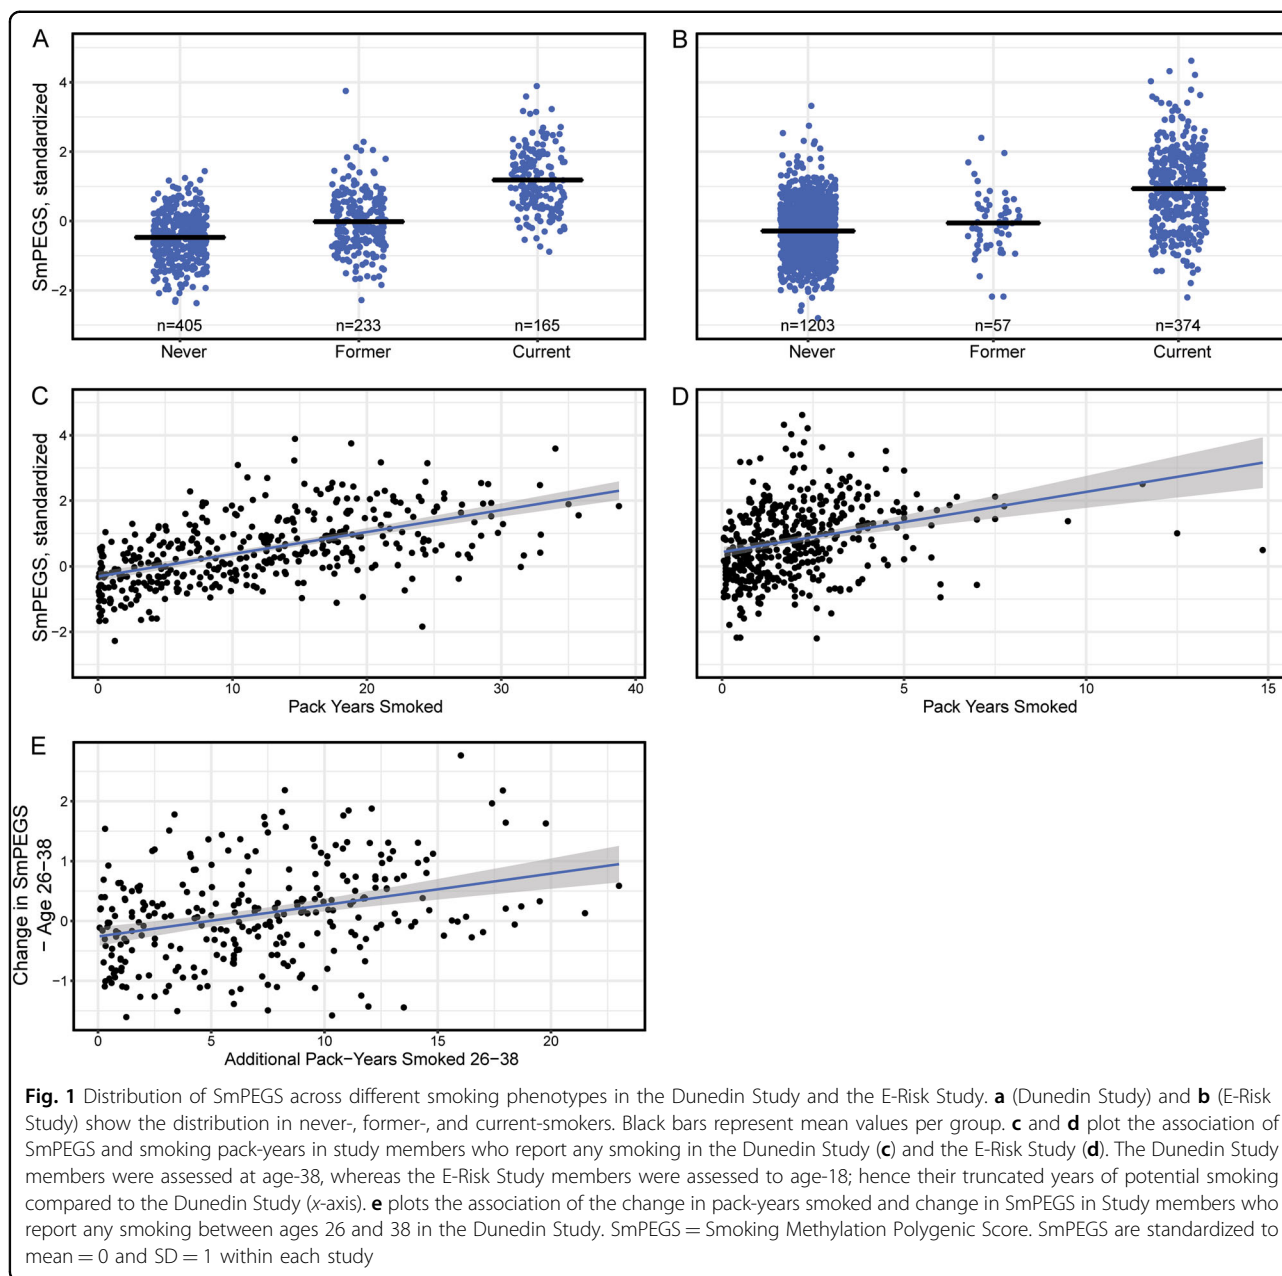 A
B
SmPEGS, standardized
4
2
0
−2
n=405
n=233
n=165
n=1203
n=57
n=374
Never
Former
Current
Never
Former
Current
C
D
SmPEGS, standardized
4
2
0
−2
0
10
20
30
40
Pack Years Smoked
0
5
10
15
Pack Years Smoked
E
Change in SmPEGS
− Age 26−38
2
1
0
−1
0
5
10
15
20
Additional Pack−Years Smoked 26−38
Fig. 1 Distribution of SmPEGS across different smoking phenotypes in the Dunedin Study and the E-Risk Study. a (Dunedin Study) and b (E-Risk
Study) show the distribution in never-, former-, and current-smokers. Black bars represent mean values per group. c and d plot the association of
SmPEGS and smoking pack-years in study members who report any smoking in the Dunedin Study (c) and the E-Risk Study (d). The Dunedin Study
members were assessed at age-38, whereas the E-Risk Study members were assessed to age-18; hence their truncated years of potential smoking
compared to the Dunedin Study (x-axis). e plots the association of the change in pack-years smoked and change in SmPEGS in Study members who
report any smoking between ages 26 and 38 in the Dunedin Study. SmPEGS = Smoking Methylation Polygenic Score. SmPEGS are standardized to
mean = 0 and SD = 1 within each study